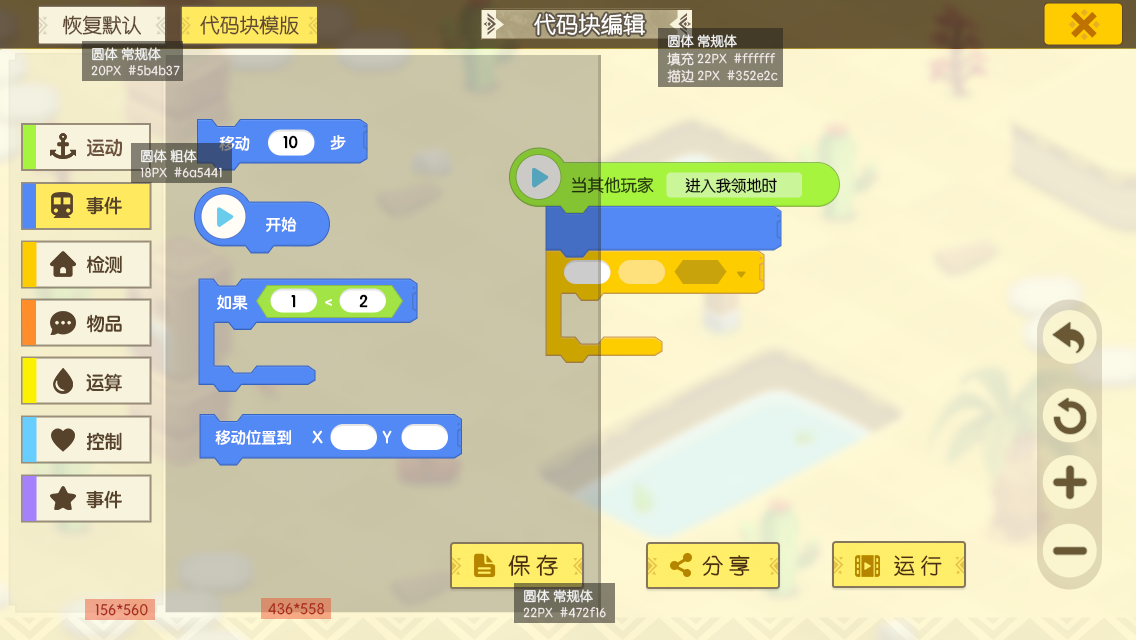 恢复默认
代码块模版
代码块编辑
圆体 常规体
20PX #5b4b37
圆体 常规体
填充 22PX #ffffff
描边 2PX #352e2c
运动
圆体 粗体
18PX #6a5441
事件
检测
物品
运算
控制
事件
移动 10 步
开始
如果 1 < 2
移动位置到 X Y
当其他玩家 进入我领地时
保存
分享
运行
圆体 常规体
22PX #472f16
156*560
436*558